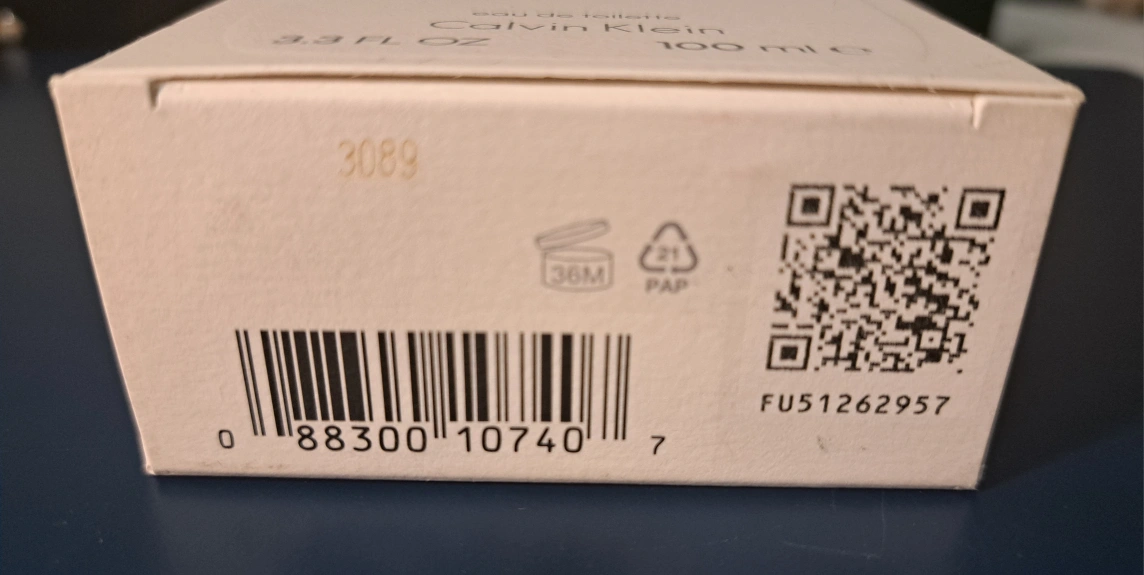 eau de toilette
Calvin Klein
3.3 FL OZ 100 ml e
3089
36M
21
PAP
FU51262957
0 88300 10740 7